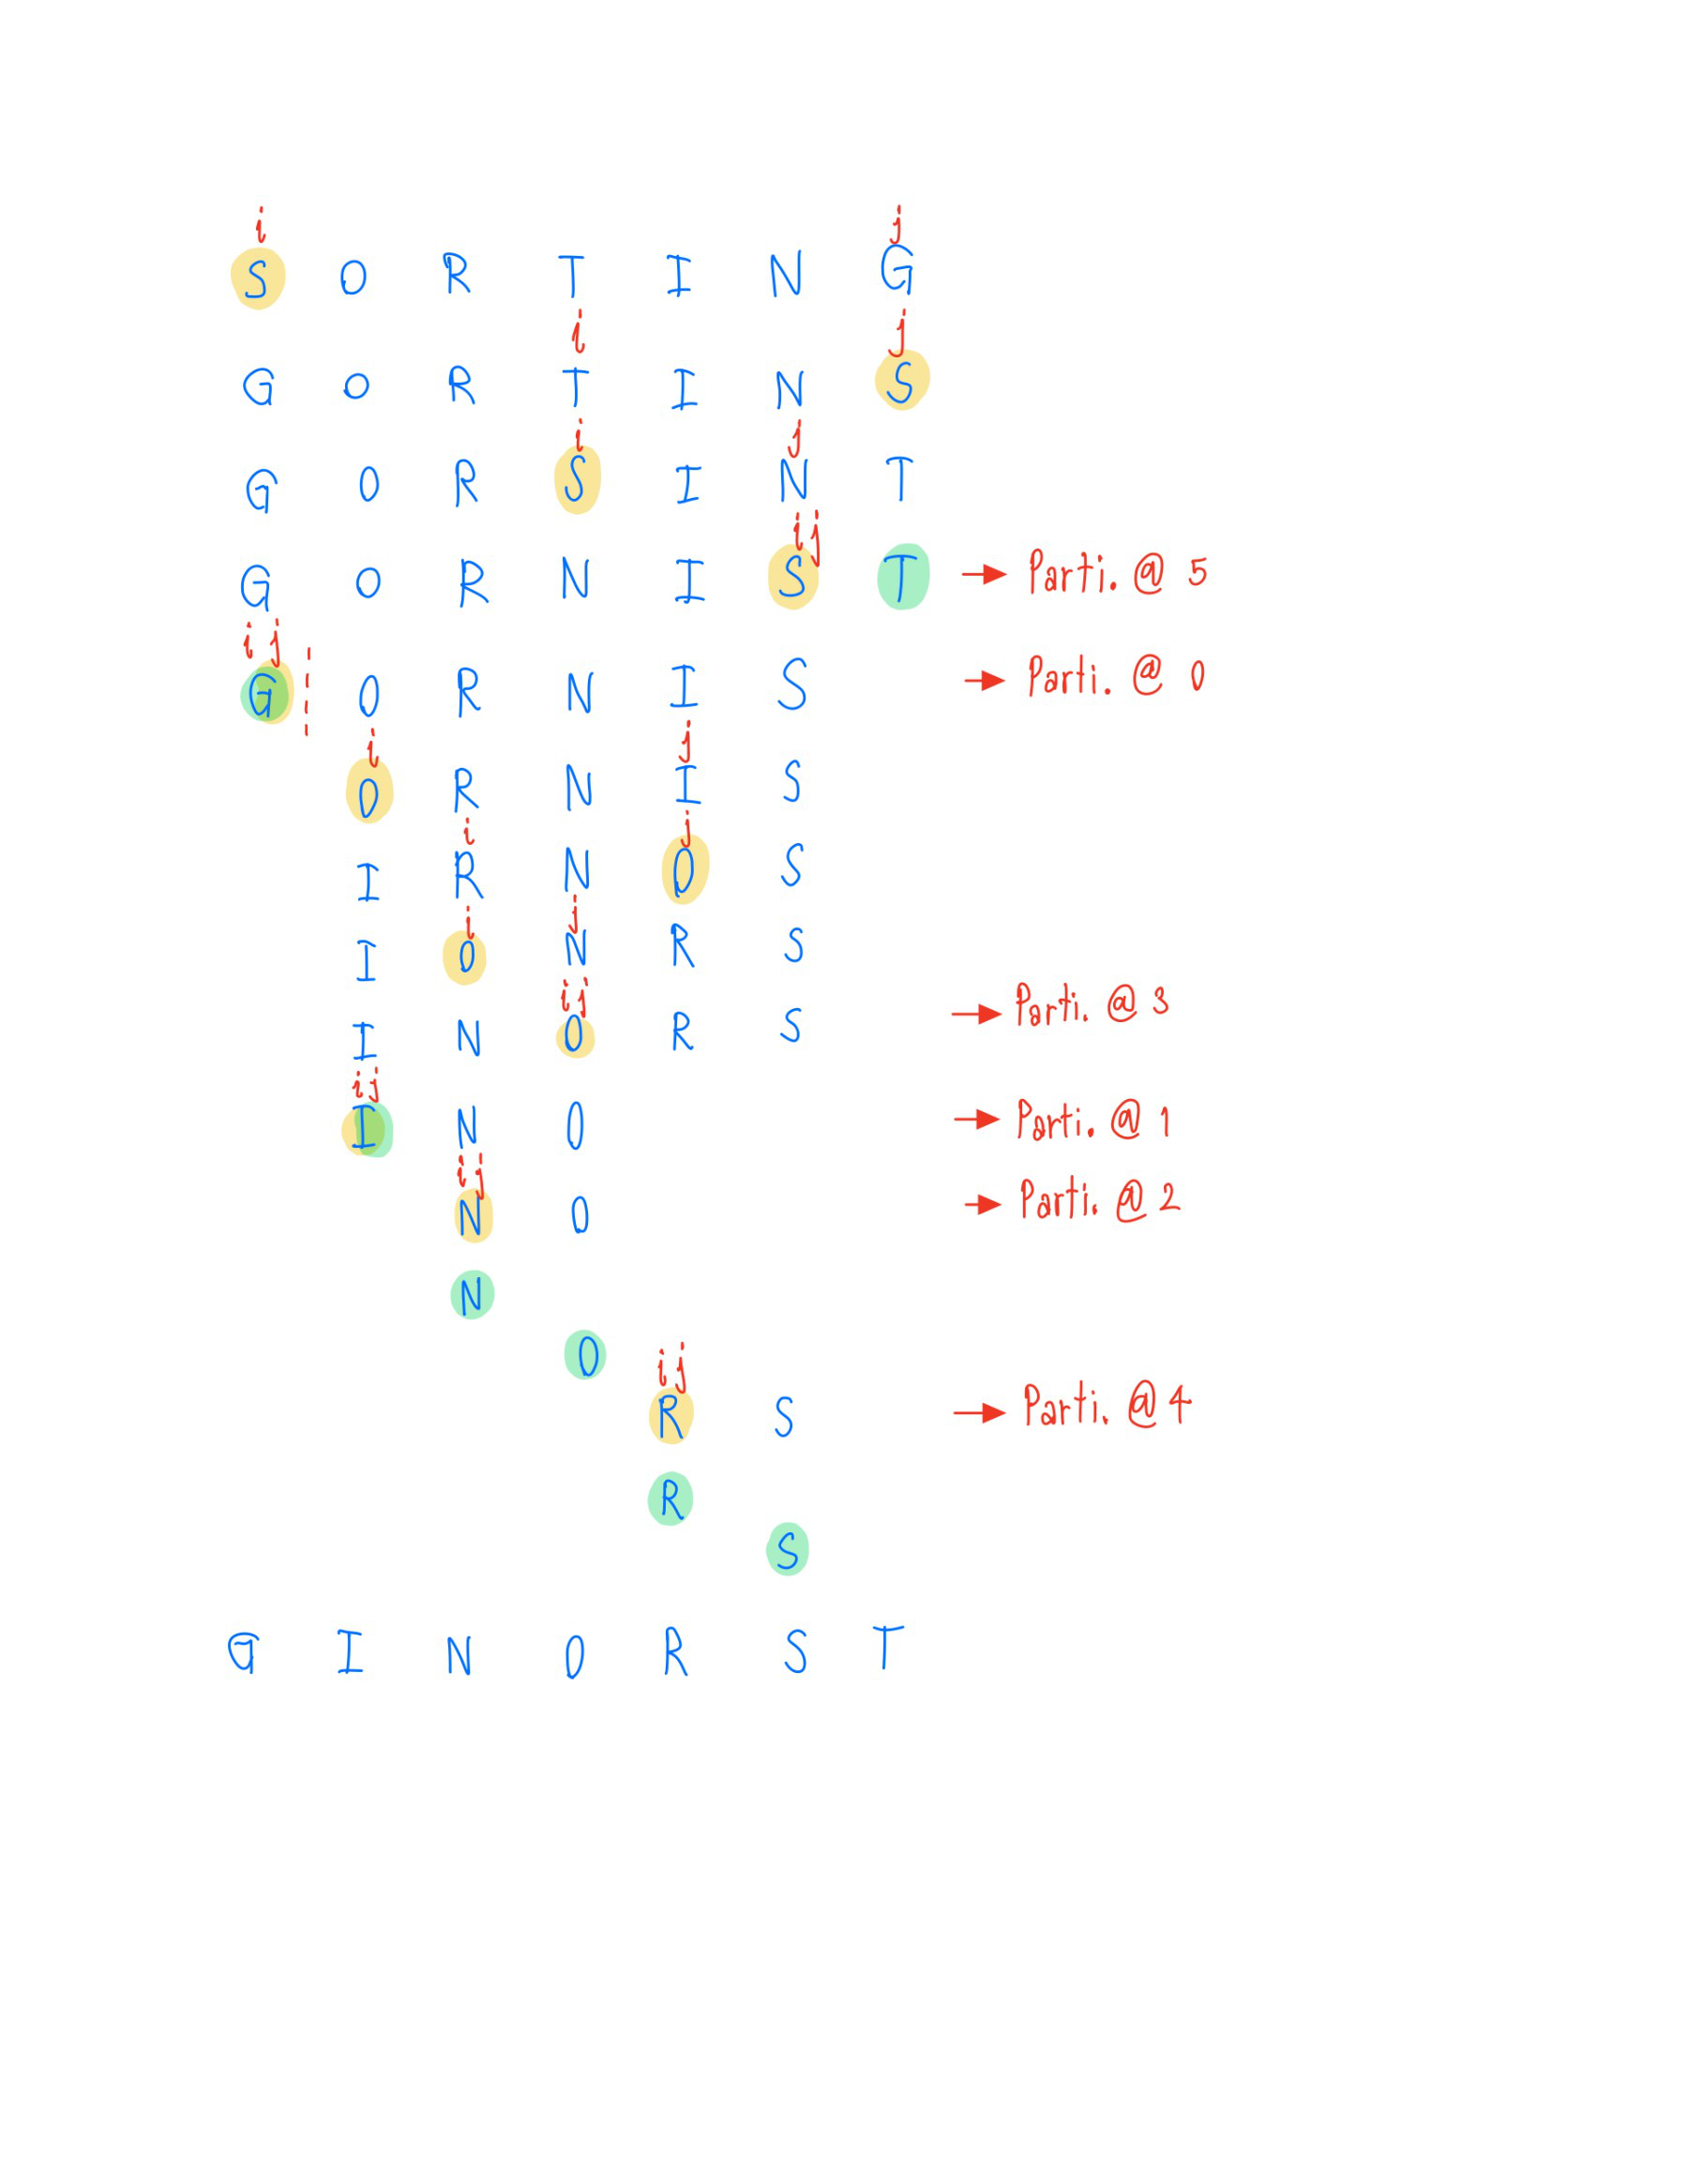 i j
S O R T I N G
i j
G O R T I N S
i j
G O R S I N T
i j
G O R N I S T → Parti. @ 5
i j
G O R N I S → Parti. @ 0
i j
O R N I S
i j
I R N O S
i j
I O N R S
i j
I N O R S → Parti. @ 3
i j
I N O → Parti. @ 1
i j
N O → Parti. @ 2
N
O
i j
R S → Parti. @ 4
R
S
G I N O R S T